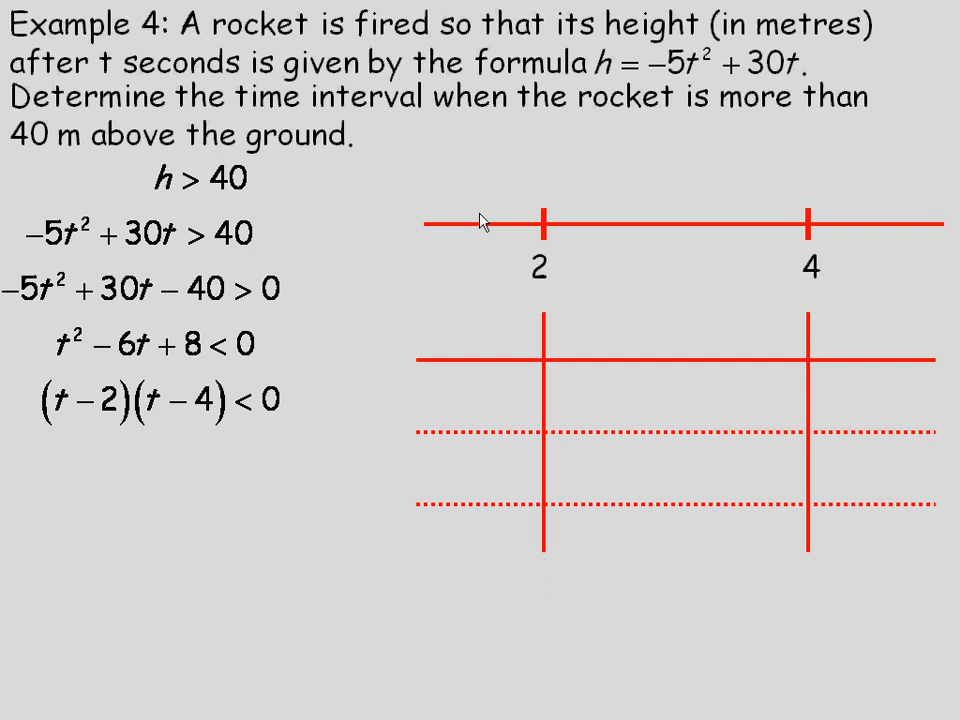 Example 4: A rocket is fired so that its height (in metres)
after t seconds is given by the formula h = −5t² + 30t.
Determine the time interval when the rocket is more than
40 m above the ground.
h > 40
−5t² + 30t > 40
−5t² + 30t − 40 > 0
t² − 6t + 8 < 0
(t − 2)(t − 4) < 0
2 4